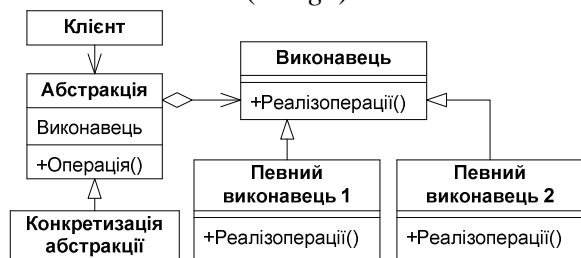 Клієнт
Абстракція
Виконавець
+Операція()
Конкретизація
абстракції
Виконавець
+Реалізоперації()
Певний
виконавець 1
+Реалізоперації()
Певний
виконавець 2
+Реалізоперації()